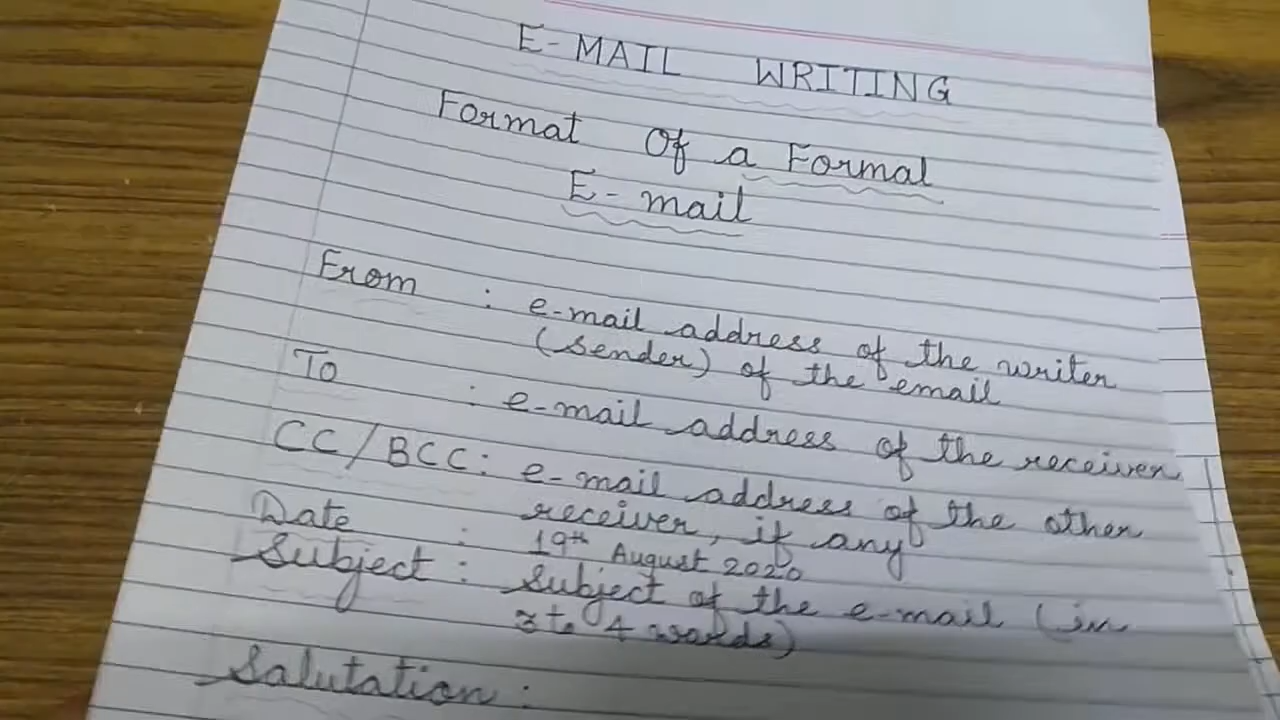 E-MAIL WRITING
Format Of a Formal
E-mail
From : e-mail address of the writer
(sender) of the email
To : e-mail address of the receiver
CC/BCC: e-mail address of the other
receiver, if any
Date : 19th August 2020
Subject : Subject of the e-mail (in
3 to 4 words)
Salutation :